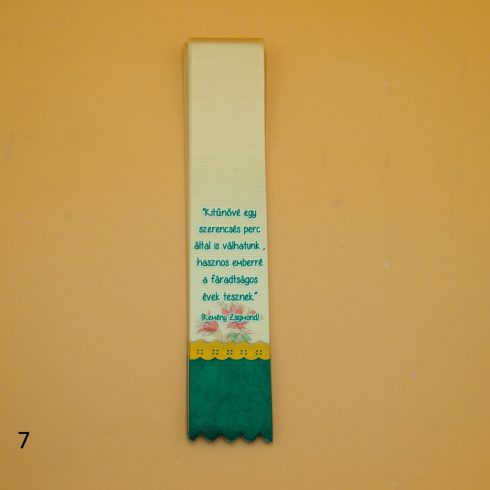 "Kitűnővé egy
szerencsés perc
által is válhatunk ,
hasznos emberré
a fáradtságos
évek tesznek."
(Kemény Zsigmond)
7